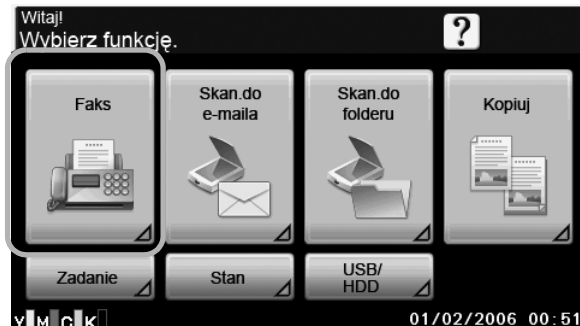 Witaj!
Wybierz funkcję.
?
Faks
Skan.do
e-maila
Skan.do
folderu
Kopiuj
Zadanie
Stan
USB/
HDD
Y M C K
01/02/2006 00:51